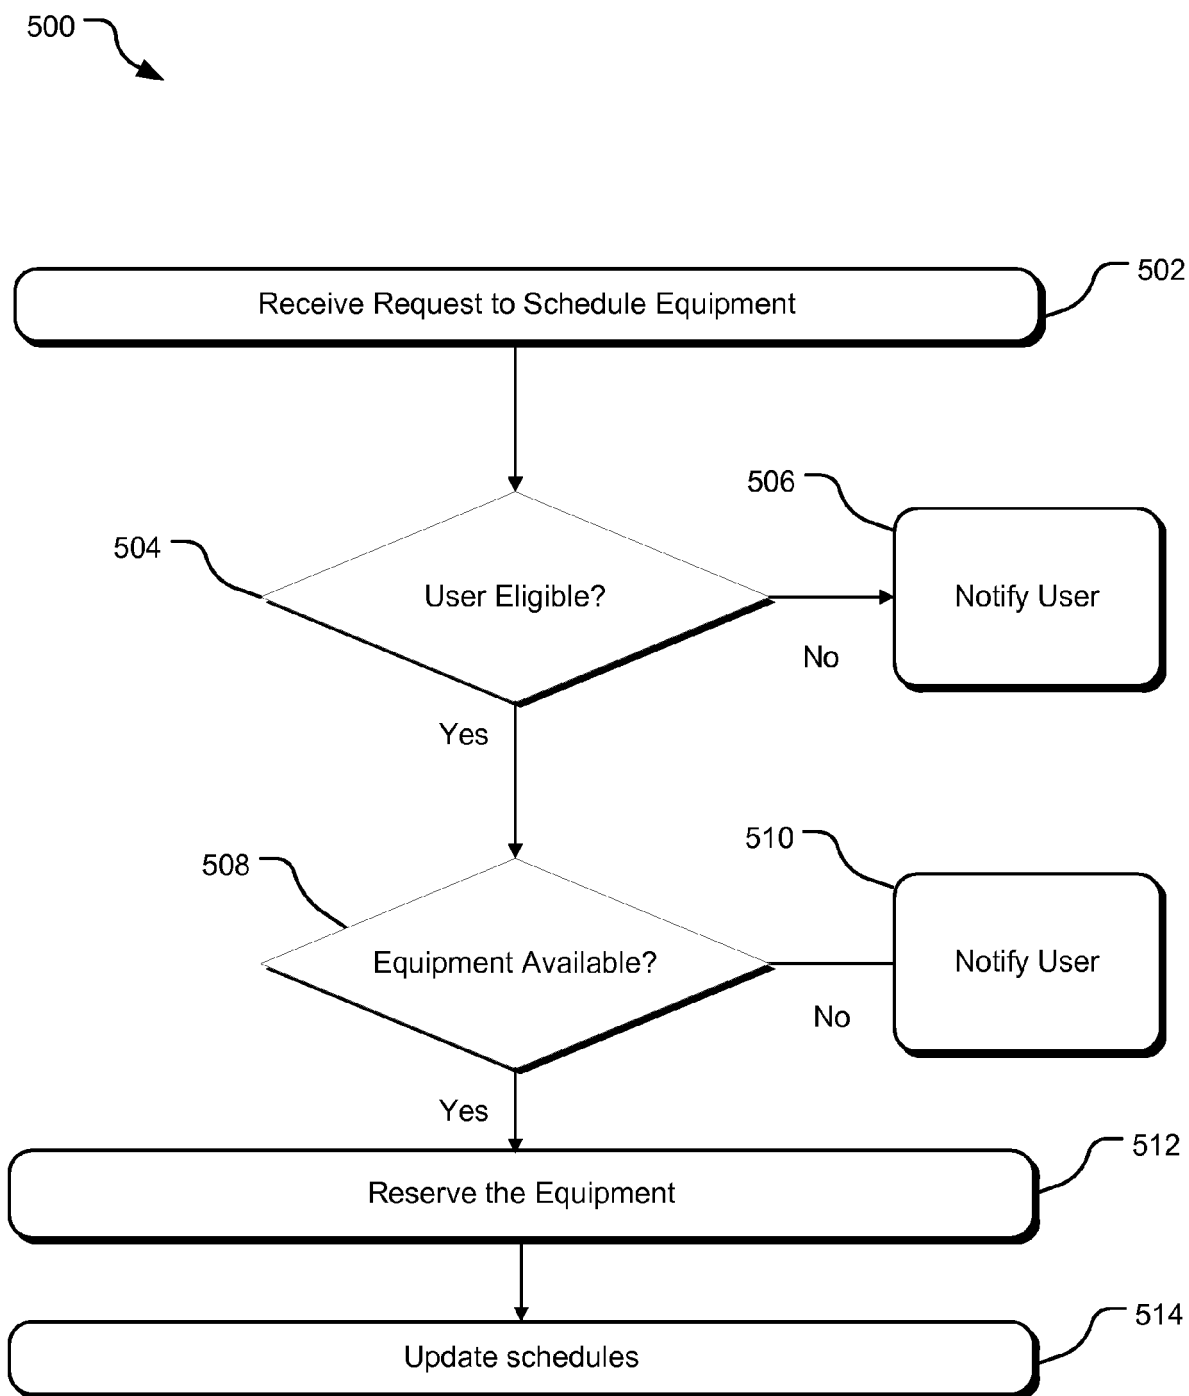 500
502
Receive Request to Schedule Equipment
506
504
User Eligible?
Notify User
No
Yes
510
508
Equipment Available?
Notify User
No
Yes
512
Reserve the Equipment
514
Update schedules